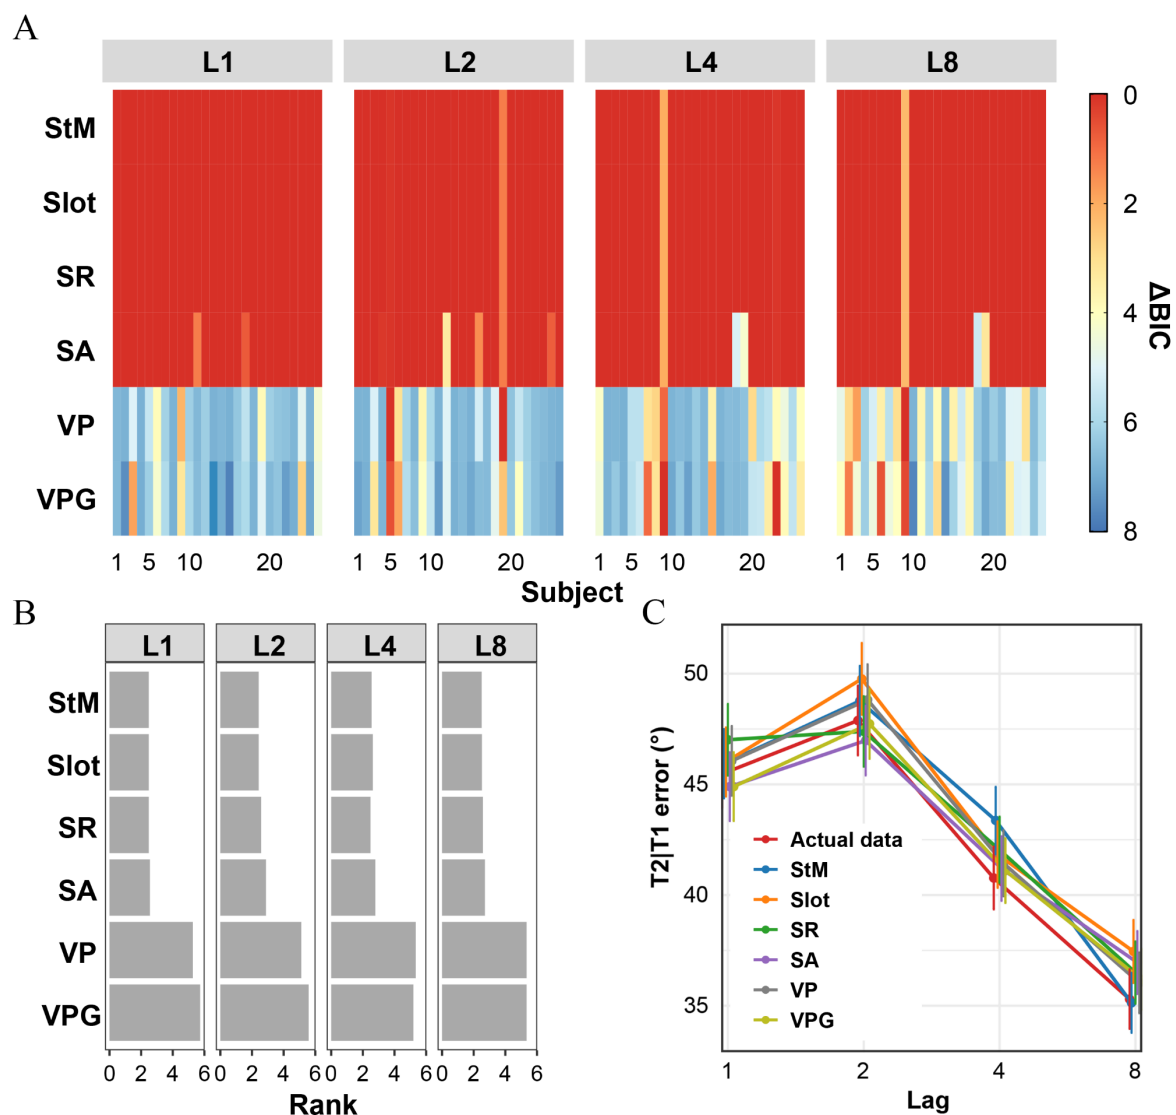 A
L1 L2 L4 L8
StM
Slot
SR
SA
VP
VPG
0
2
4
6
8
ΔBIC
1 5 10 20 1 5 10 20 1 5 10 20 1 5 10 20
Subject
B
L1 L2 L4 L8
StM
Slot
SR
SA
VP
VPG
0 2 4 6 0 2 4 6 0 2 4 6 0 2 4 6
Rank
C
50
45
40
35
T2|T1 error (°)
Actual data
StM
Slot
SR
SA
VP
VPG
1 2 4 8
Lag